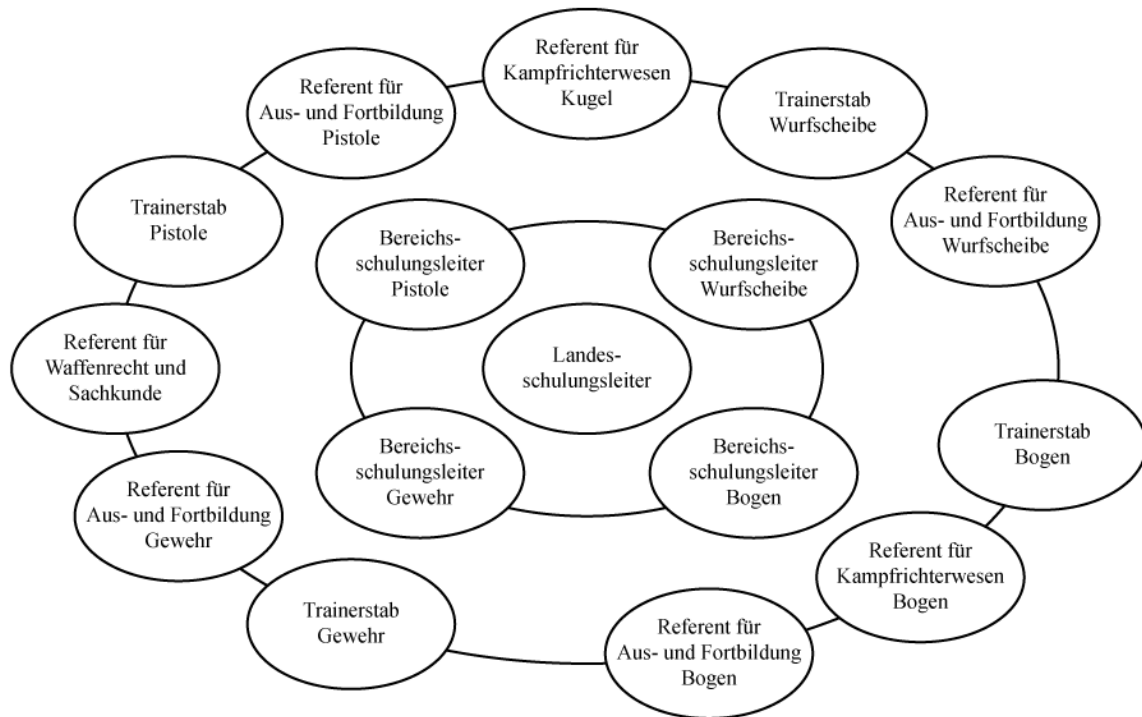 Referent für
Kampfrichterwesen
Kugel
Referent für
Aus- und Fortbildung
Pistole
Trainerstab
Wurfscheibe
Trainerstab
Pistole
Referent für
Aus- und Fortbildung
Wurfscheibe
Bereichs-
schulungsleiter
Pistole
Bereichs-
schulungsleiter
Wurfscheibe
Referent für
Waffenrecht und
Sachkunde
Landes-
schulungsleiter
Trainerstab
Bogen
Bereichs-
schulungsleiter
Gewehr
Bereichs-
schulungsleiter
Bogen
Referent für
Aus- und Fortbildung
Gewehr
Referent für
Kampfrichterwesen
Bogen
Trainerstab
Gewehr
Referent für
Aus- und Fortbildung
Bogen